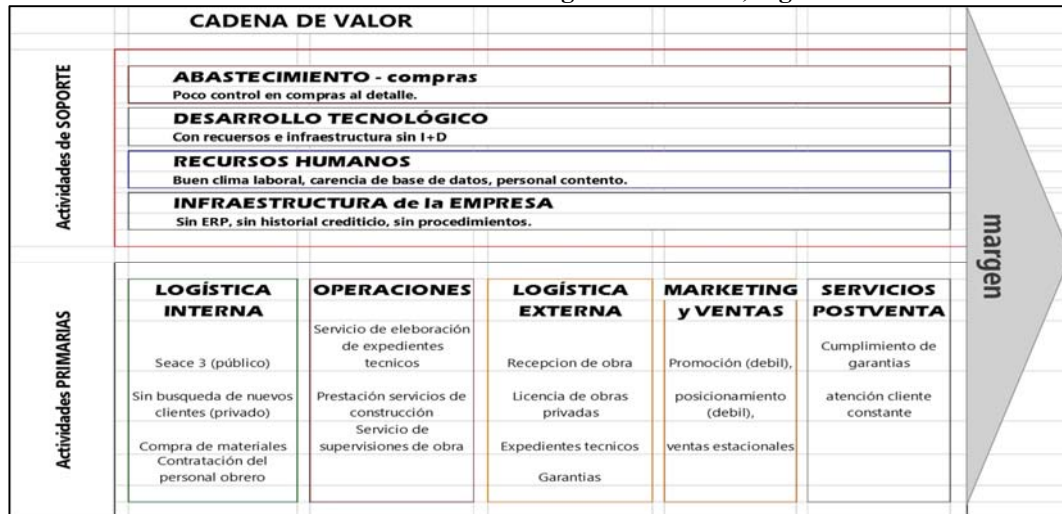 CADENA DE VALOR
Actividades de SOPORTE
ABASTECIMIENTO - compras
Poco control en compras al detalle.
DESARROLLO TECNOLÓGICO
Con recuersos e infraestructura sin I+D
RECURSOS HUMANOS
Buen clima laboral, carencia de base de datos, personal contento.
INFRAESTRUCTURA de la EMPRESA
Sin ERP, sin historial crediticio, sin procedimientos.
margen
Actividades PRIMARIAS
LOGÍSTICA
INTERNA
Seace 3 (público)
Sin busqueda de nuevos
clientes (privado)
Compra de materiales
Contratación del
personal obrero
OPERACIONES
Servicio de eleboración
de expedientes
tecnicos
Prestación servicios de
construcción
Servicio de
supervisiones de obra
LOGÍSTICA
EXTERNA
Recepcion de obra
Licencia de obras
privadas
Expedientes tecnicos
Garantias
MARKETING
y VENTAS
Promoción (debil),
posicionamiento
(debil),
ventas estacionales
SERVICIOS
POSTVENTA
Cumplimiento de
garantias
atención cliente
constante